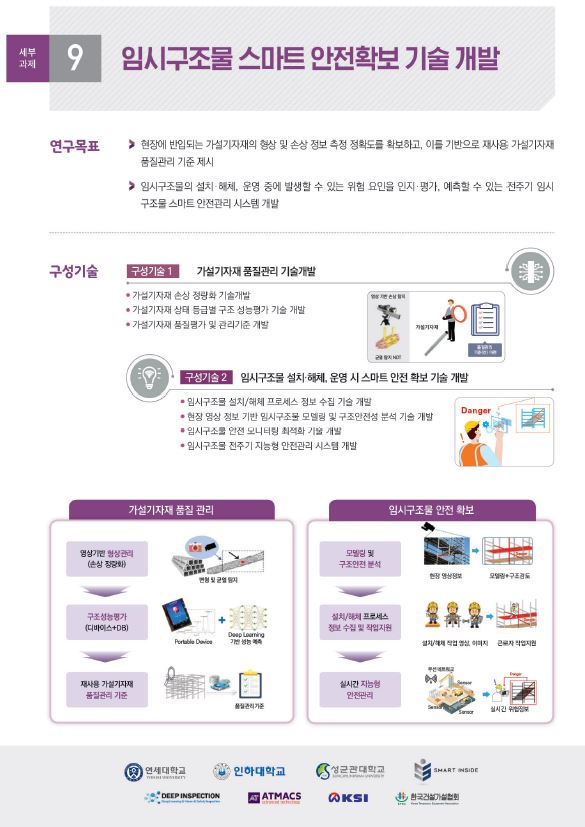 세부
과제
9
임시구조물 스마트 안전확보 기술 개발
연구목표
현장에 반입되는 가설기자재의 형상 및 손상 정보 측정 정확도를 확보하고, 이를 기반으로 재사용 가설기자재
품질관리 기준 제시
임시구조물의 설치·해체, 운영 중에 발생할 수 있는 위험 요인을 인지·평가, 예측할 수 있는 전주기 임시
구조물 스마트 안전관리 시스템 개발
구성기술
구성기술 1 가설기자재 품질관리 기술개발
가설기자재 손상 정량화 기술개발
가설기자재 상태 등급별 구조 성능평가 기술 개발
가설기자재 품질평가 및 관리기준 개발
영상 기반 손상 탐지
가설기자재
균열 탐지 NDT
품질관리
구성기술 2 임시구조물 설치·해체, 운영 시 스마트 안전 확보 기술 개발
임시구조물 설치/해체 프로세스 정보 수집 기술 개발
현장 영상 정보 기반 임시구조물 모델링 및 구조안전성 분석 기술 개발
임시구조물 안전 모니터링 최적화 기술 개발
임시구조물 전주기 지능형 안전관리 시스템 개발
Danger
가설기자재 품질 관리
영상기반 형상관리
(손상 정량화)
변형 및 균열 탐지
구조성능평가
(디바이스+DB)
Portable Device
Deep Learning
기반 성능 예측
재사용 가설기자재
품질관리 기준
품질관리기준
임시구조물 안전 확보
모델링 및
구조안전 분석
현장 영상정보
모델링+구조검토
설치/해체 프로세스
정보 수집 및 작업지원
설치/해체 작업 영상, 이미지
근로자 작업지원
실시간 지능형
안전관리
무선네트워크
Sensor
Sensor
Sensor
Danger
실시간 위험정보
연세대학교
YONSEI UNIVERSITY
인하대학교
성균관대학교
SUNGKYUNKWAN UNIVERSITY
SMART INSIDE
DEEP INSPECTION
ATMACS
KSI
한국건설가설협회